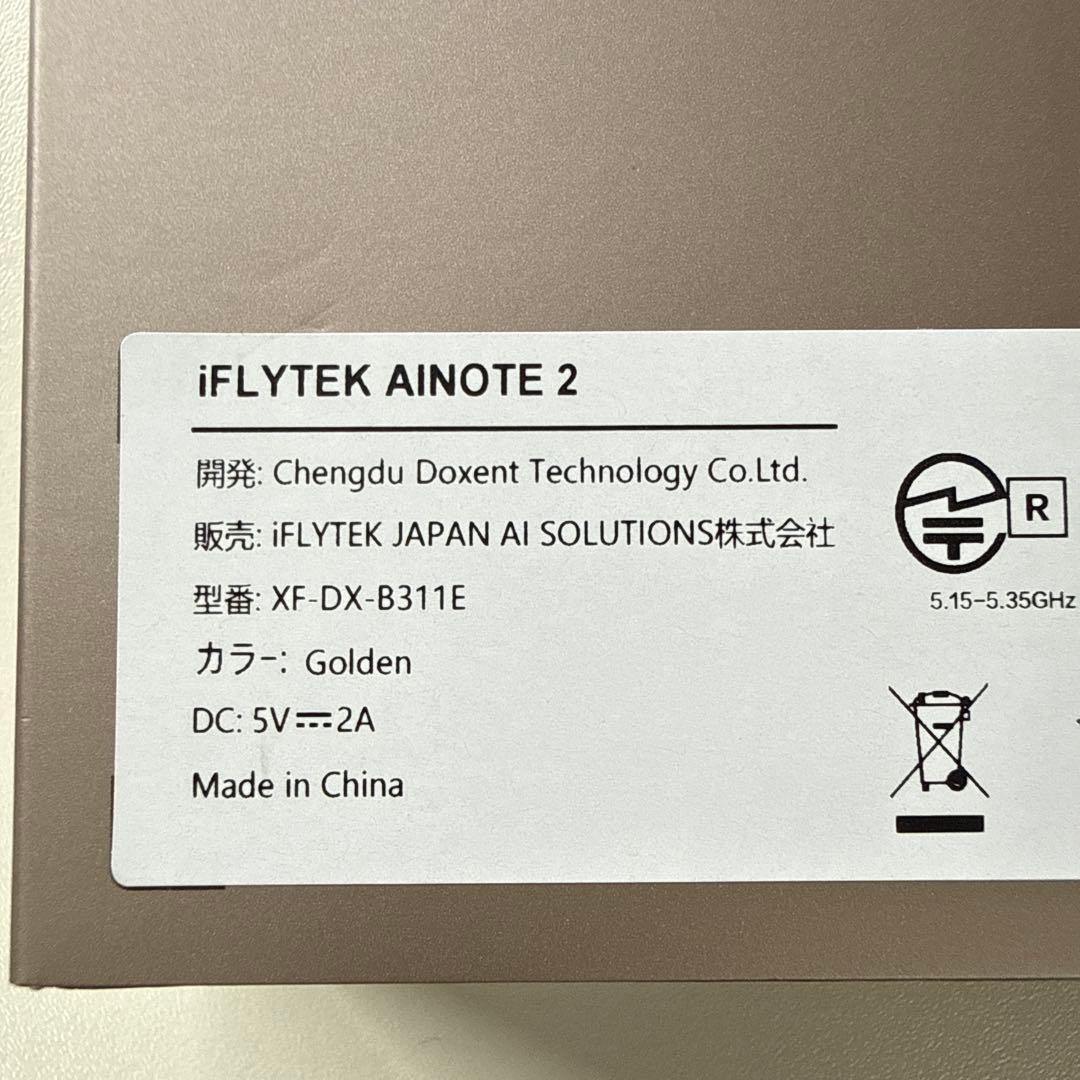 iFLYTEK AINOTE 2
開発: Chengdu Doxent Technology Co.Ltd.
販売: iFLYTEK JAPAN AI SOLUTIONS株式会社
型番: XF-DX-B311E
カラー: Golden
DC: 5V⎓2A
Made in China
R
5.15-5.35GHz